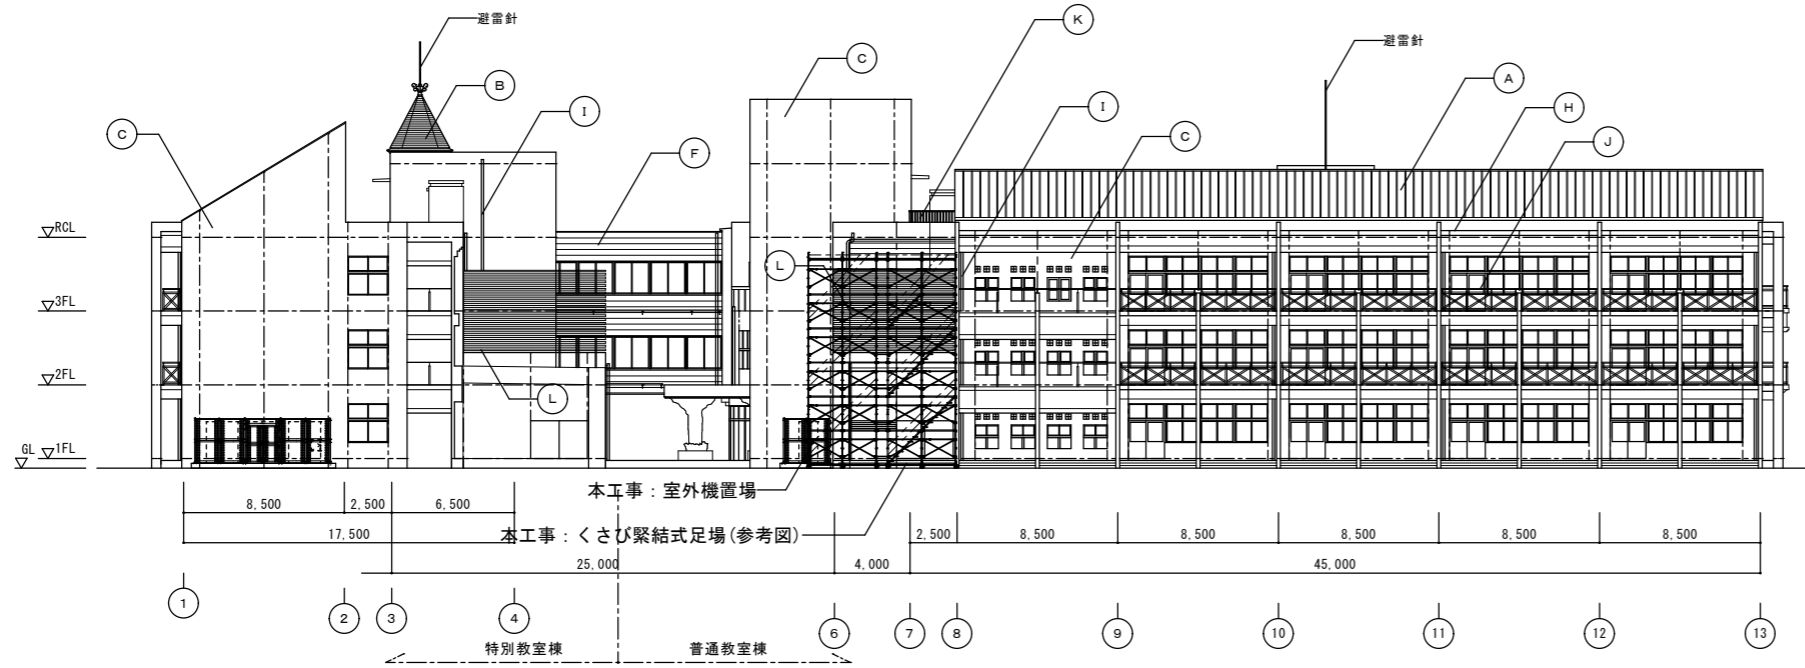 避雷針
K
避雷針
C
B
A
I
I
H
C
C
J
F
RCL
L
3FL
2FL
L
GL
1FL
本工事：室外機置場
8,500
2,500
6,500
17,500
本工事：くさび緊結式足場(参考図)
2,500
8,500
8,500
8,500
8,500
8,500
25,000
4,000
45,000
1
2
3
4
6
7
8
9
10
11
12
13
特別教室棟
普通教室棟